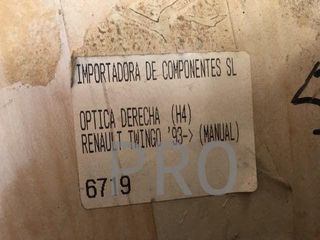 IMPORTADORA DE COMPONENTES SL
OPTICA DERECHA (H4)
RENAULT TWINGO '93-> (MANUAL)
PRO
6719